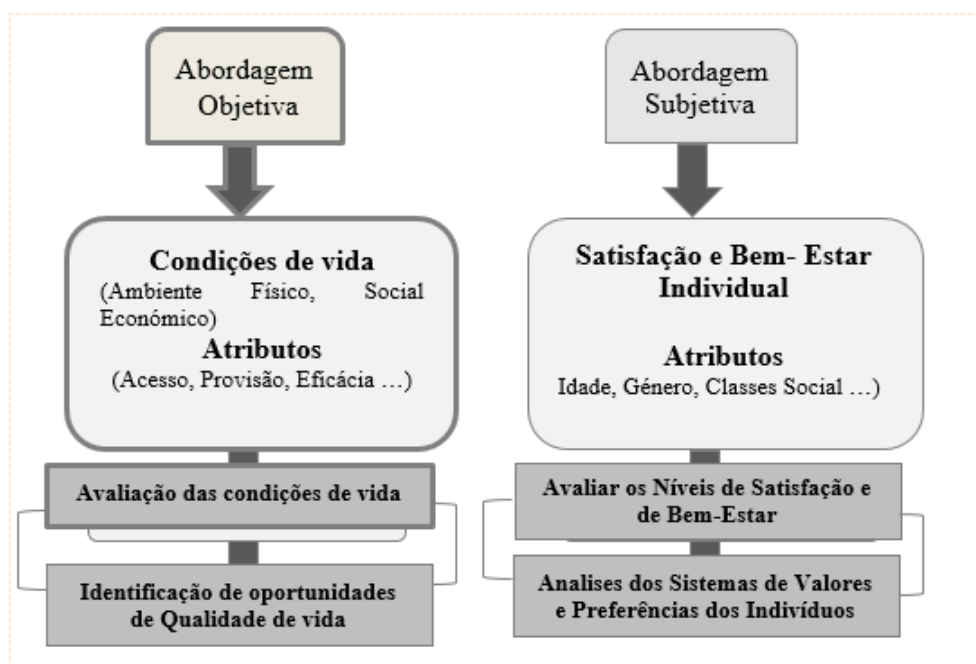 Abordagem
Objetiva
Condições de vida
(Ambiente Físico, Social
Económico)
Atributos
(Acesso, Provisão, Eficácia …)
Avaliação das condições de vida
Identificação de oportunidades
de Qualidade de vida
Abordagem
Subjetiva
Satisfação e Bem- Estar
Individual
Atributos
Idade, Género, Classes Social …)
Avaliar os Níveis de Satisfação e
de Bem-Estar
Analises dos Sistemas de Valores
e Preferências dos Indivíduos